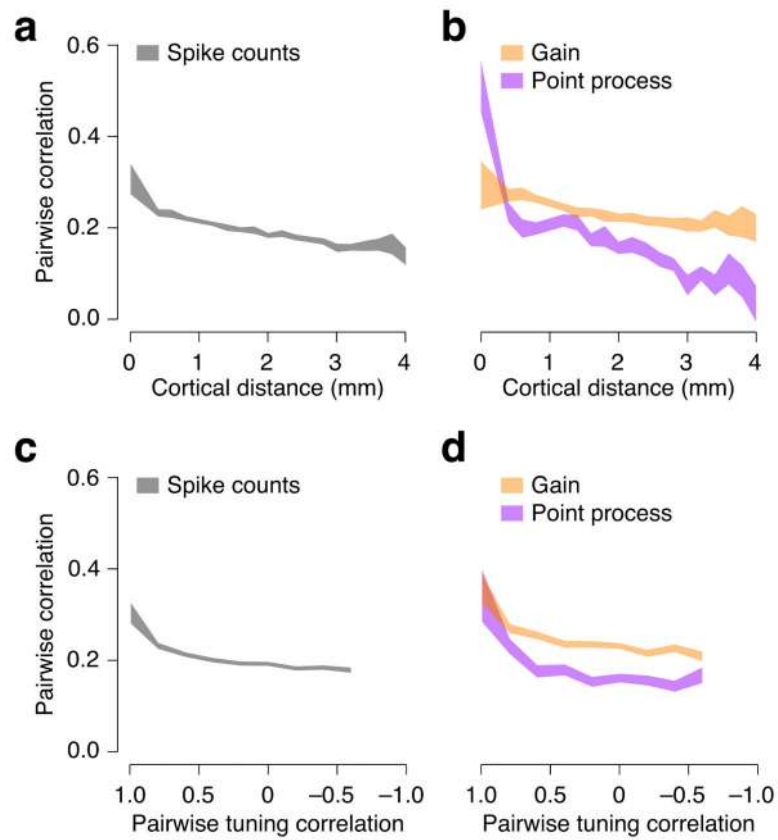 a
Spike counts
b
Gain
Point process
Pairwise correlation
0.6
0.4
0.2
0.0
0 1 2 3 4
Cortical distance (mm)
0 1 2 3 4
Cortical distance (mm)
c
Spike counts
d
Gain
Point process
Pairwise correlation
0.6
0.4
0.2
0.0
1.0 0.5 0 –0.5 –1.0
Pairwise tuning correlation
1.0 0.5 0 –0.5 –1.0
Pairwise tuning correlation